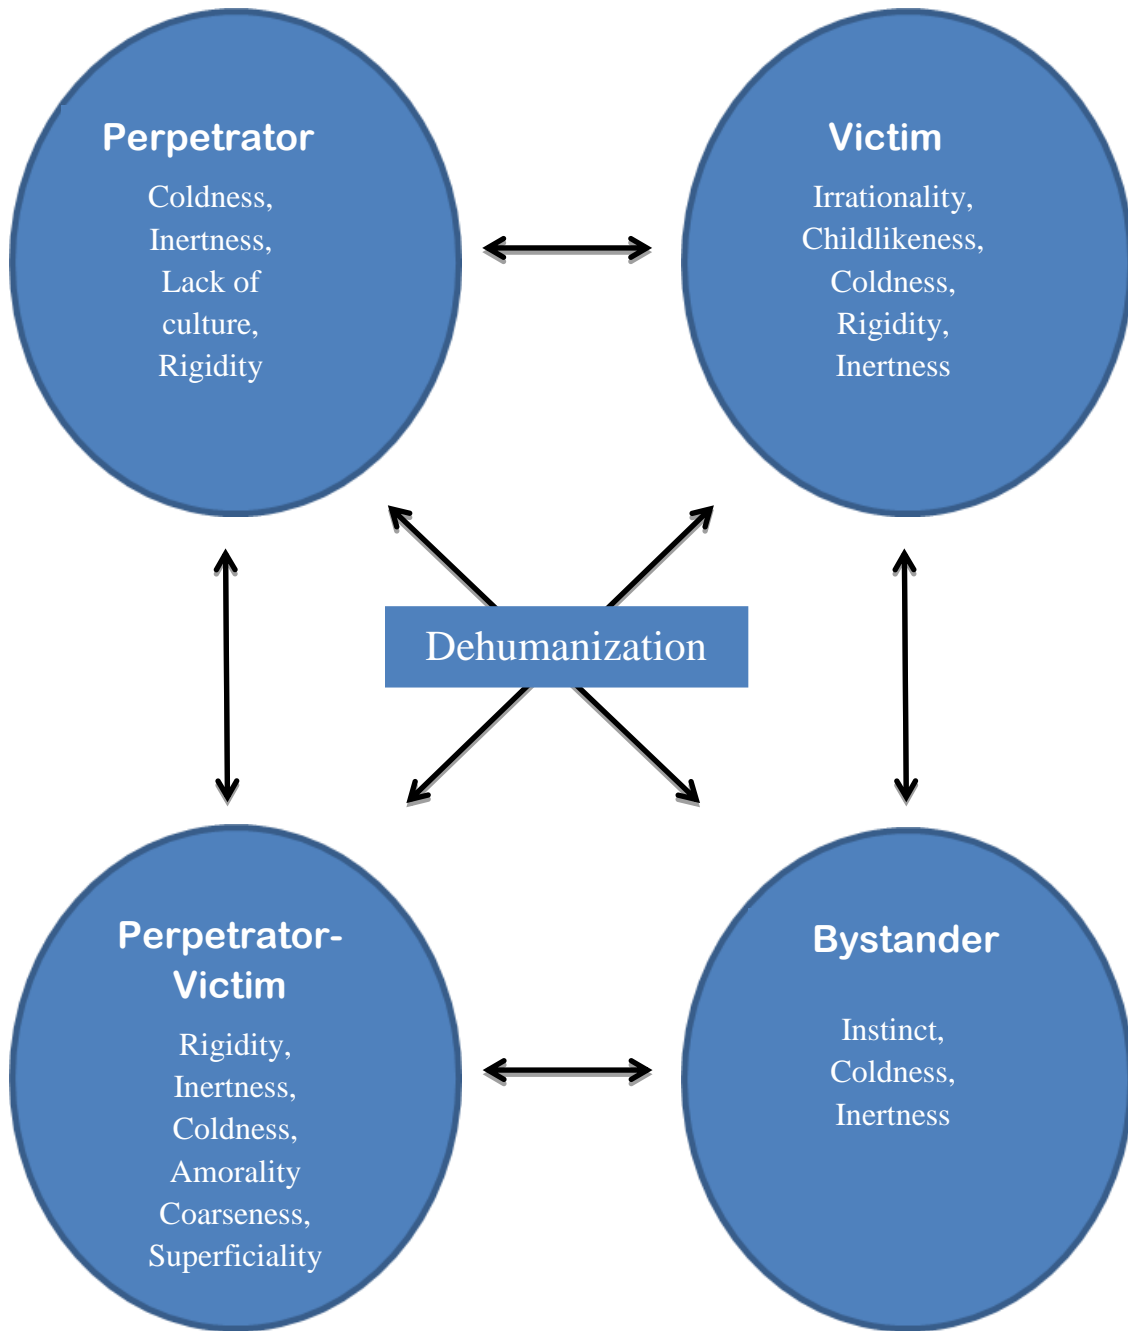 Perpetrator
Coldness,
Inertness,
Lack of
culture,
Rigidity
Victim
Irrationality,
Childlikeness,
Coldness,
Rigidity,
Inertness
Dehumanization
Perpetrator-
Victim
Rigidity,
Inertness,
Coldness,
Amorality
Coarseness,
Superficiality
Bystander
Instinct,
Coldness,
Inertness